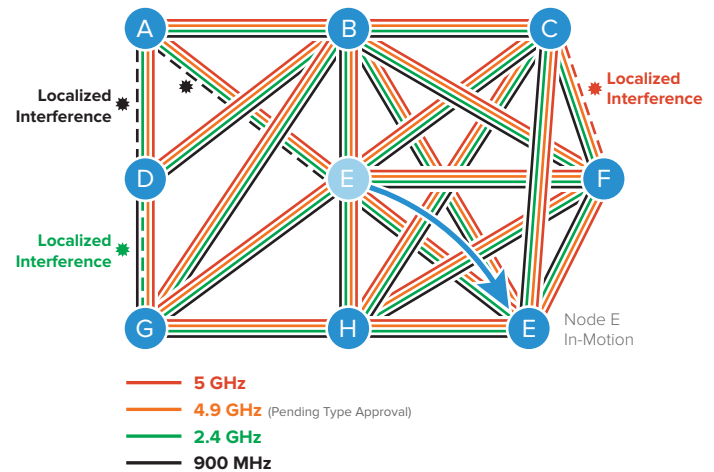 A
B
C
Localized
Interference
Localized
Interference
D
E
F
Localized
Interference
G
H
E
Node E
In-Motion
5 GHz
4.9 GHz (Pending Type Approval)
2.4 GHz
900 MHz